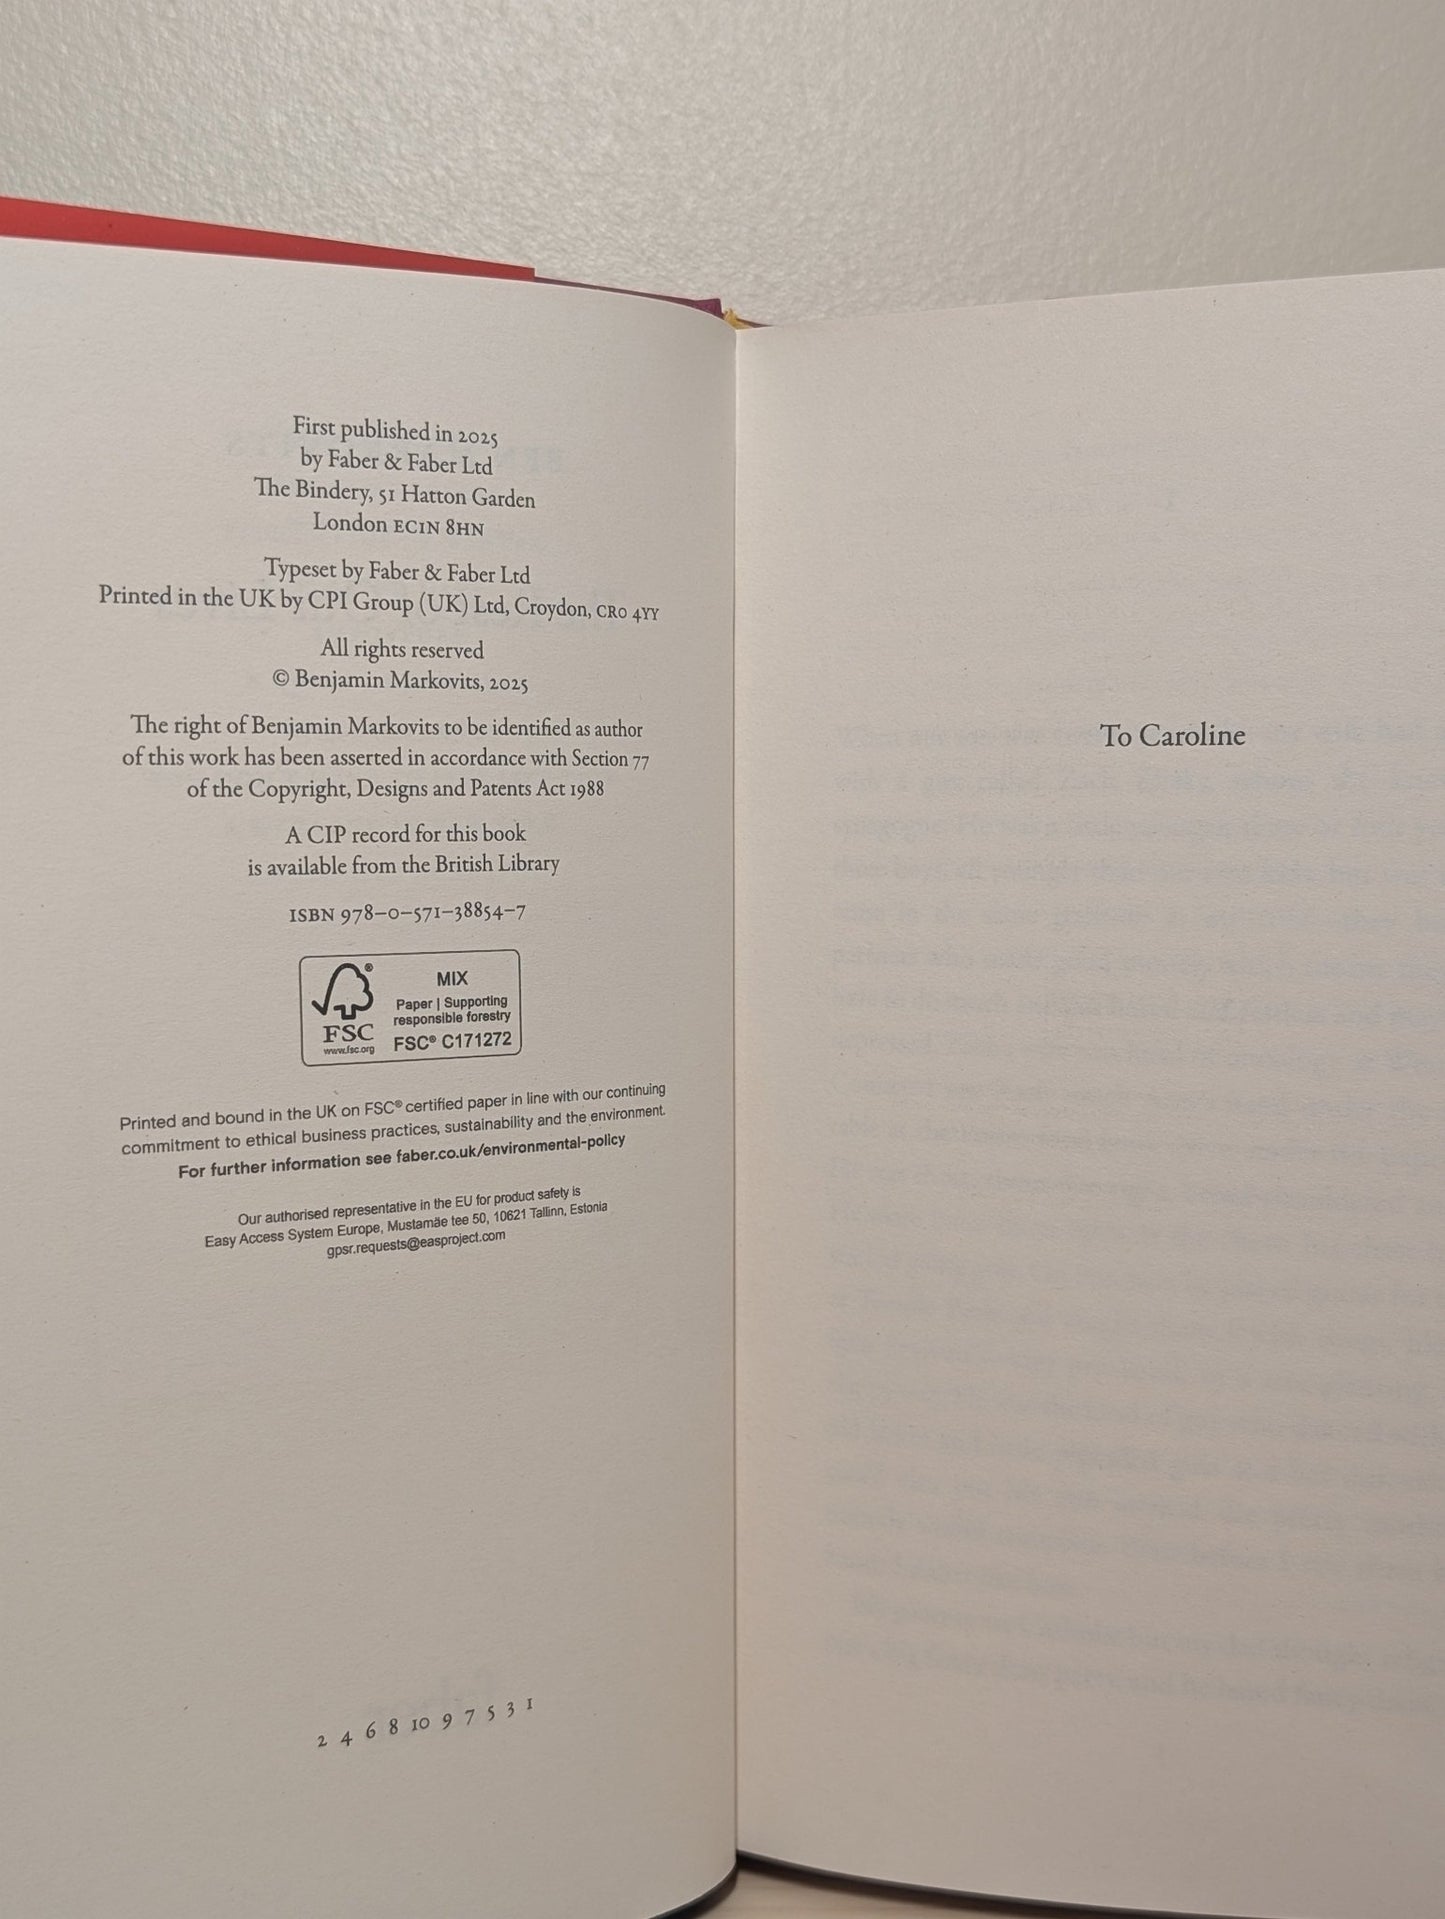 First published in 2025
by Faber & Faber Ltd
The Bindery, 51 Hatton Garden
London EC1N 8HN
Typeset by Faber & Faber Ltd
Printed in the UK by CPI Group (UK) Ltd, Croydon, CR0 4YY
All rights reserved
© Benjamin Markovits, 2025
The right of Benjamin Markovits to be identified as author
of this work has been asserted in accordance with Section 77
of the Copyright, Designs and Patents Act 1988
A CIP record for this book
is available from the British Library
ISBN 978–0–571–38854–7
®
FSC
www.fsc.org
MIX
Paper | Supporting
responsible forestry
FSC® C171272
Printed and bound in the UK on FSC® certified paper in line with our continuing
commitment to ethical business practices, sustainability and the environment.
For further information see faber.co.uk/environmental-policy
Our authorised representative in the EU for product safety is
Easy Access System Europe, Mustamäe tee 50, 10621 Tallinn, Estonia
gpsr.requests@easproject.com
2 4 6 8 10 9 7 5 3 1
To Caroline